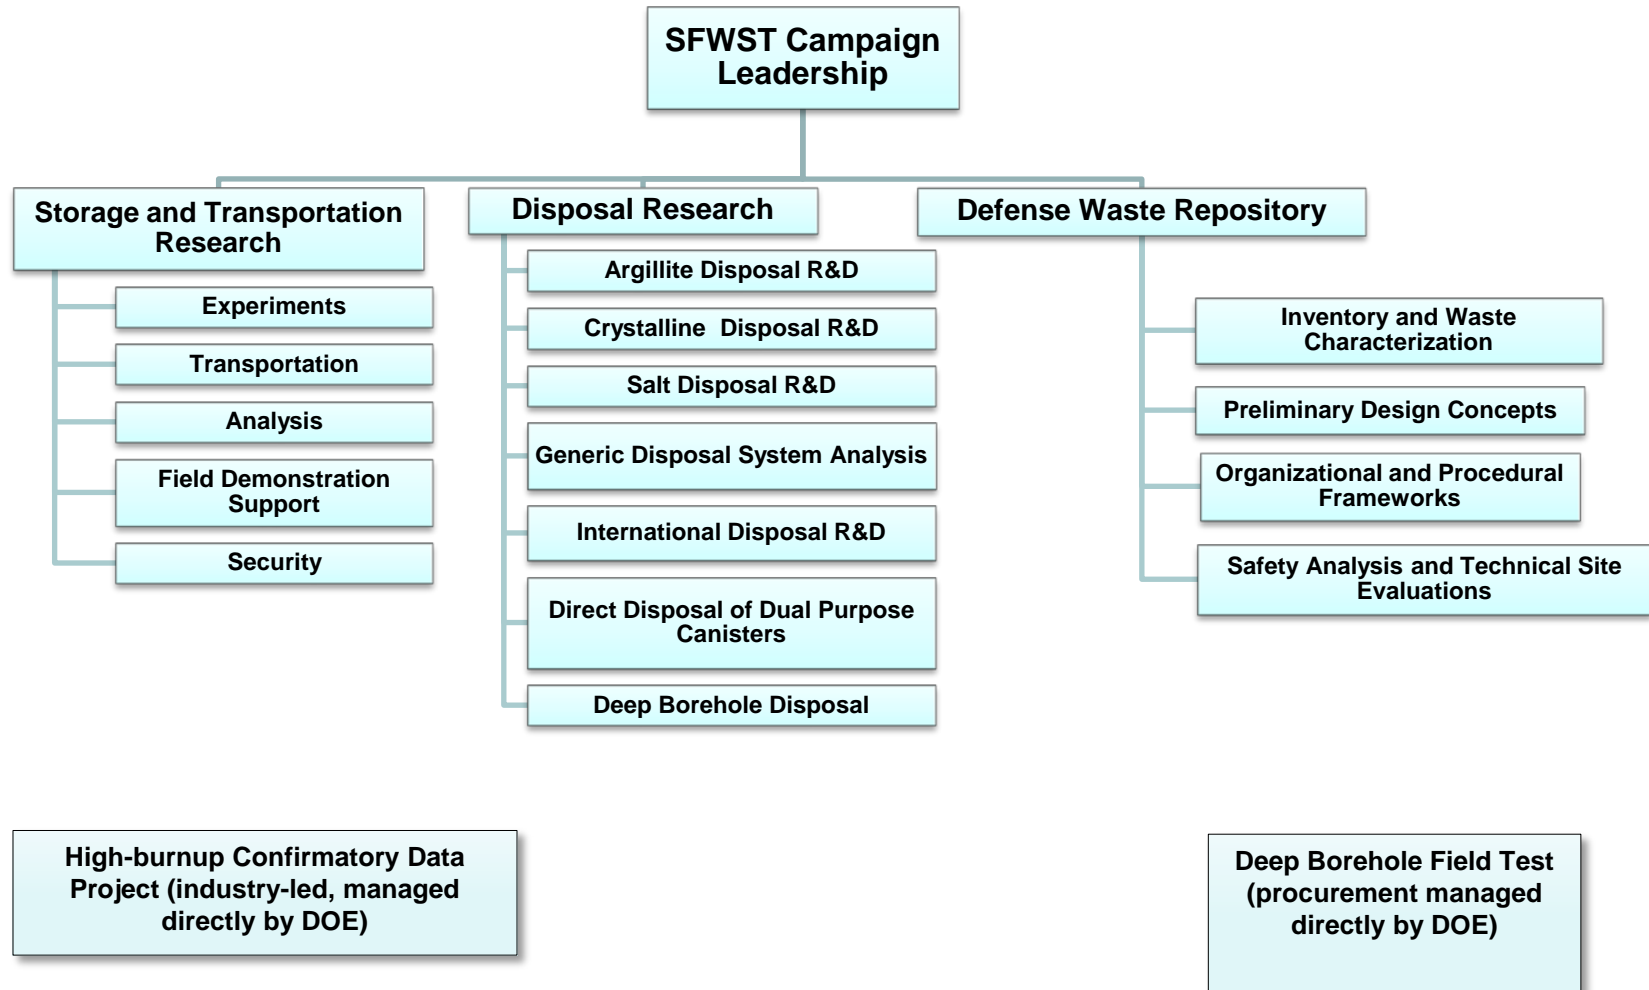 SFWST Campaign
Leadership
Storage and Transportation
Research
Experiments
Transportation
Analysis
Field Demonstration
Support
Security
Disposal Research
Argillite Disposal R&D
Crystalline  Disposal R&D
Salt Disposal R&D
Generic Disposal System Analysis
International Disposal R&D
Direct Disposal of Dual Purpose
Canisters
Deep Borehole Disposal
Defense Waste Repository
Inventory and Waste
Characterization
Preliminary Design Concepts
Organizational and Procedural
Frameworks
Safety Analysis and Technical Site
Evaluations
High-burnup Confirmatory Data
Project (industry-led, managed
directly by DOE)
Deep Borehole Field Test
(procurement managed
directly by DOE)